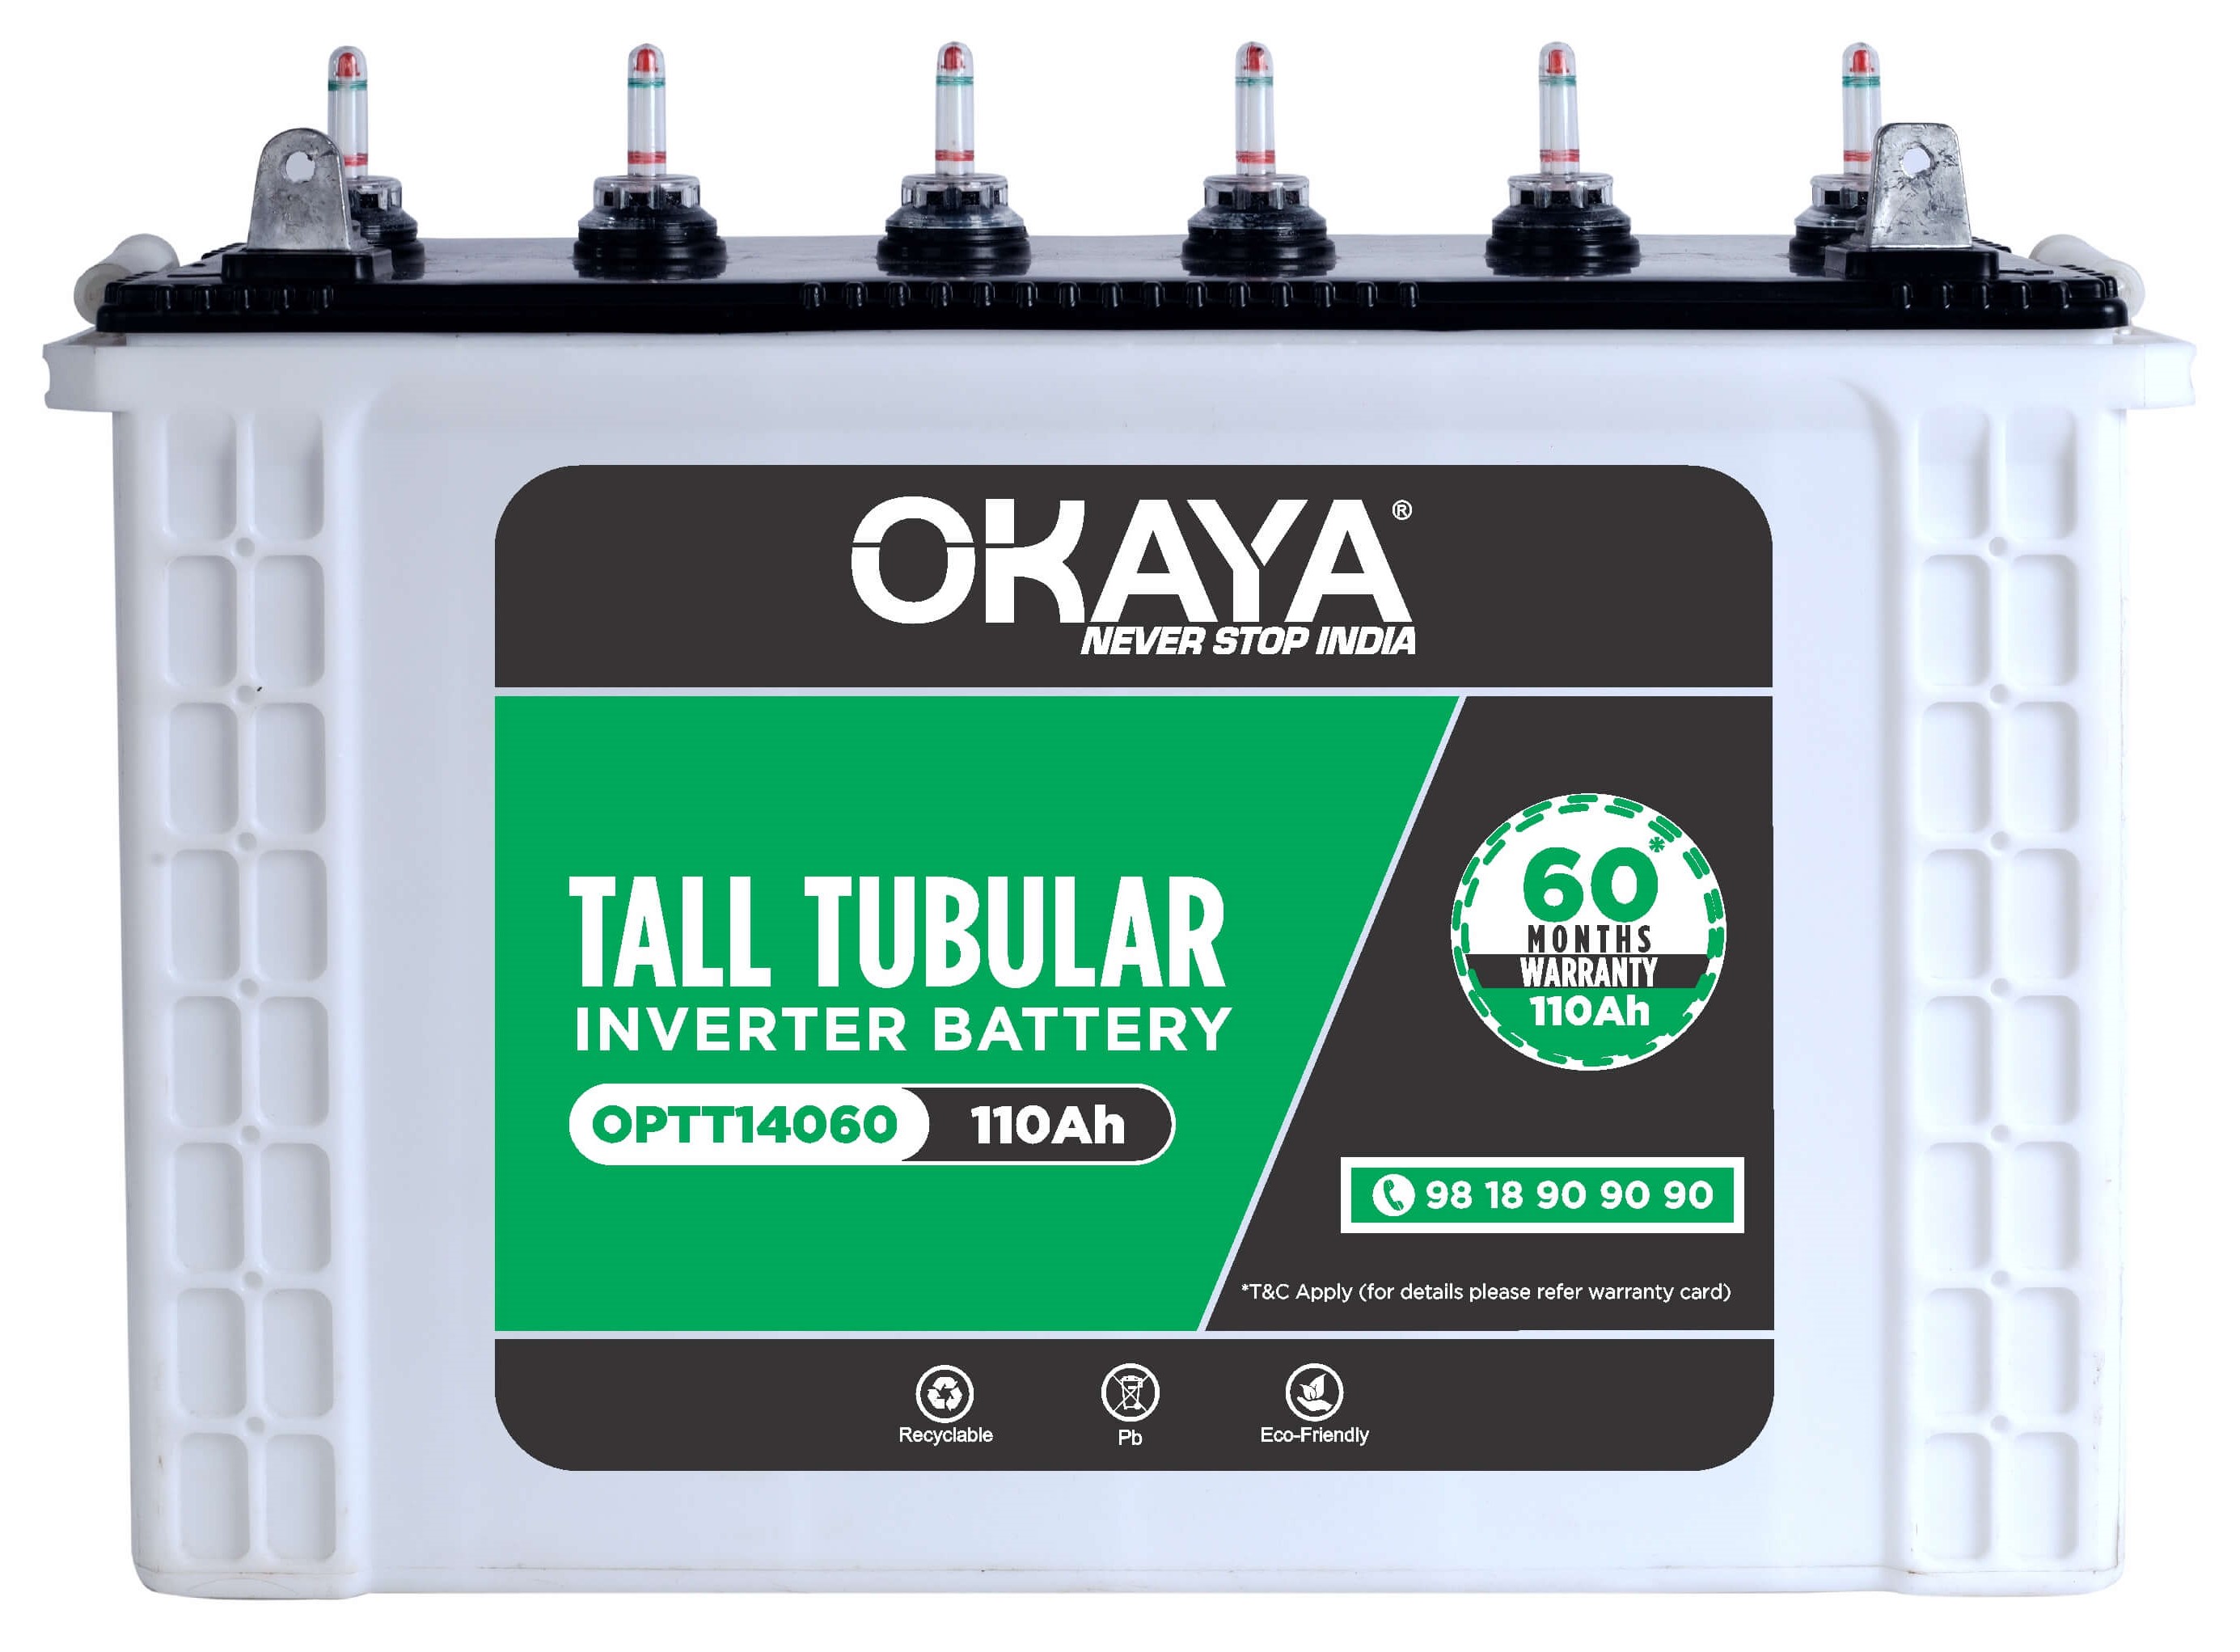 OKAYA®
NEVER STOP INDIA
TALL TUBULAR
INVERTER BATTERY
OPTT14060 110Ah
60*
MONTHS
WARRANTY
110Ah
98 18 90 90 90
*T&C Apply (for details please refer warranty card)
Recyclable Pb Eco-Friendly